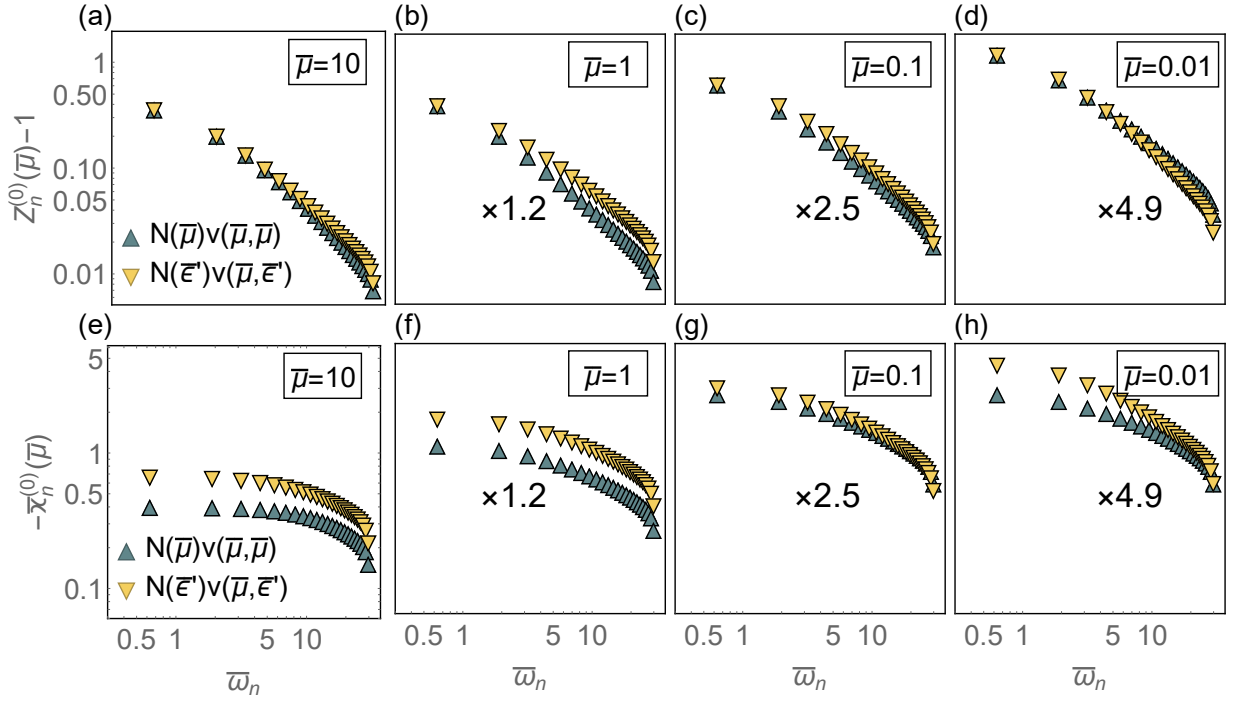 (a)
(b)
(c)
(d)
μ̅=10
μ̅=1
μ̅=0.1
μ̅=0.01
Z_n^(0)(μ̅)−1
1
0.50
0.10
0.05
0.01
×1.2
×2.5
×4.9
N(μ̅)v(μ̅,μ̅)
N(ε̅')v(μ̅,ε̅')
(e)
(f)
(g)
(h)
μ̅=10
μ̅=1
μ̅=0.1
μ̅=0.01
−χ̅_n^(0)(μ̅)
5
1
0.5
0.1
×1.2
×2.5
×4.9
N(μ̅)v(μ̅,μ̅)
N(ε̅')v(μ̅,ε̅')
0.5 1 5 10
0.5 1 5 10
0.5 1 5 10
0.5 1 5 10
ω̅_n
ω̅_n
ω̅_n
ω̅_n